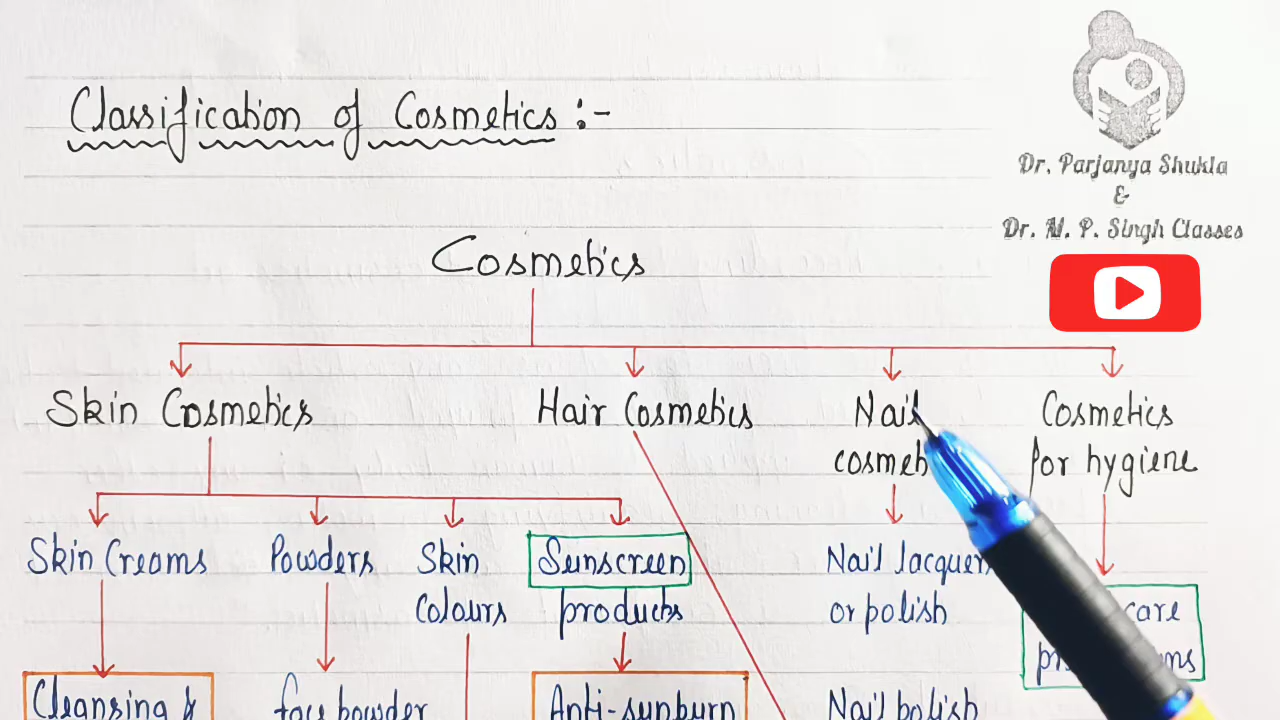 Classification of Cosmetics :-
Dr. Parjanya Shukla
&
Dr. M. P. Singh Classes
Cosmetics
Skin Cosmetics
Hair Cosmetics
Nail
Cosmetics
for hygiene
Skin Creams
Powders
Skin
colours
Sunscreen
products
Nail lacquer
or polish
care
Cleansing &
face powder
Anti-sunburn
Nail polish